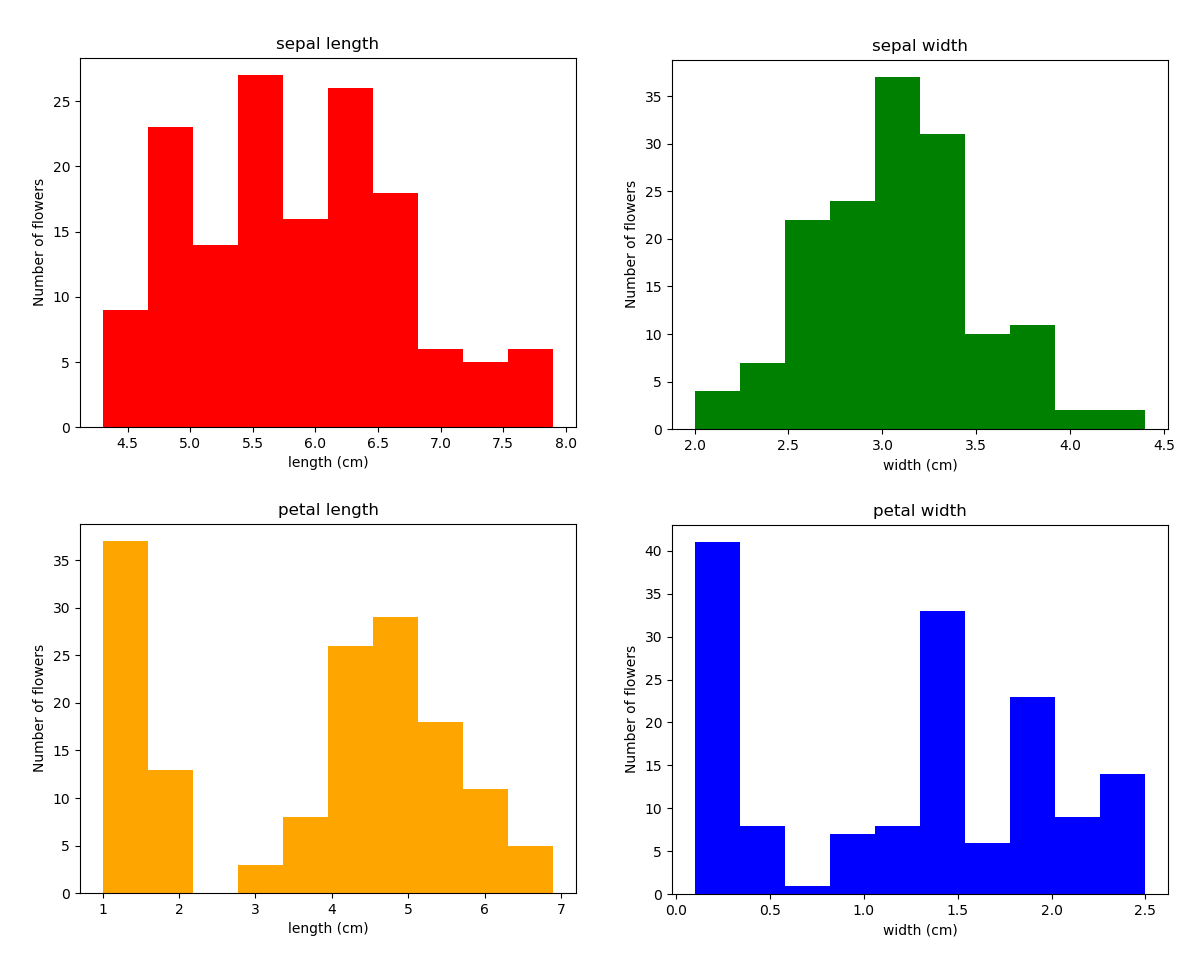 sepal length
25
20
15
10
5
0
Number of flowers
4.5 5.0 5.5 6.0 6.5 7.0 7.5 8.0
length (cm)
sepal width
35
30
25
20
15
10
5
0
Number of flowers
2.0 2.5 3.0 3.5 4.0 4.5
width (cm)
petal length
35
30
25
20
15
10
5
0
Number of flowers
1 2 3 4 5 6 7
length (cm)
petal width
40
35
30
25
20
15
10
5
0
Number of flowers
0.0 0.5 1.0 1.5 2.0 2.5
width (cm)